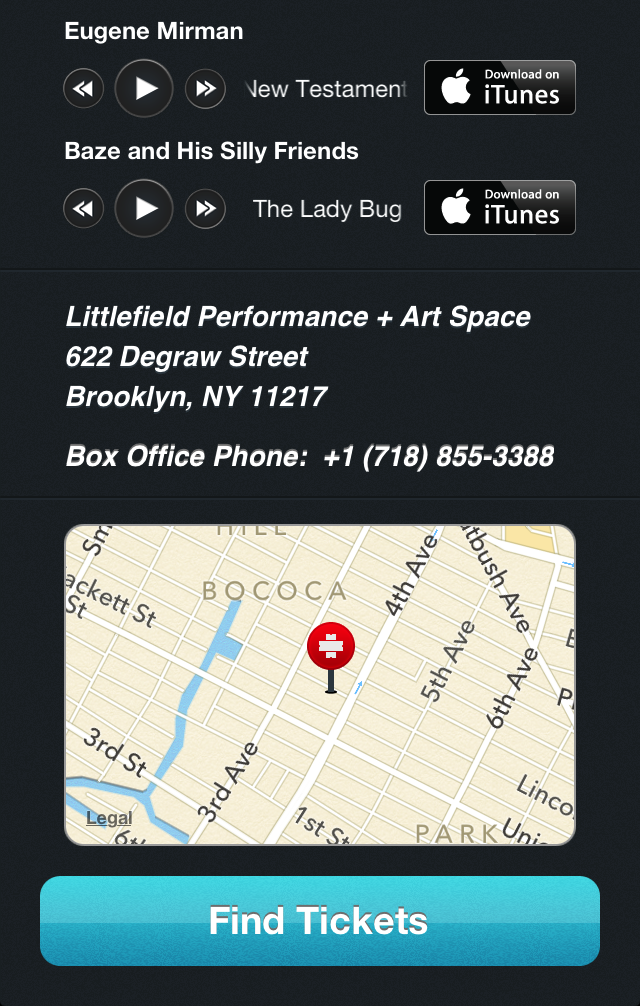 Eugene Mirman
New Testament
Download on
iTunes
Baze and His Silly Friends
The Lady Bug
Download on
iTunes
Littlefield Performance + Art Space
622 Degraw Street
Brooklyn, NY 11217
Box Office Phone: +1 (718) 855-3388
HILL
Sm
atbush Ave
BOCOCA
4th Ave
ackett St
St
5th Ave
6th Ave
3rd St
3rd Ave
Linco
Legal
6th
1st St
PARK
Unio
Find Tickets